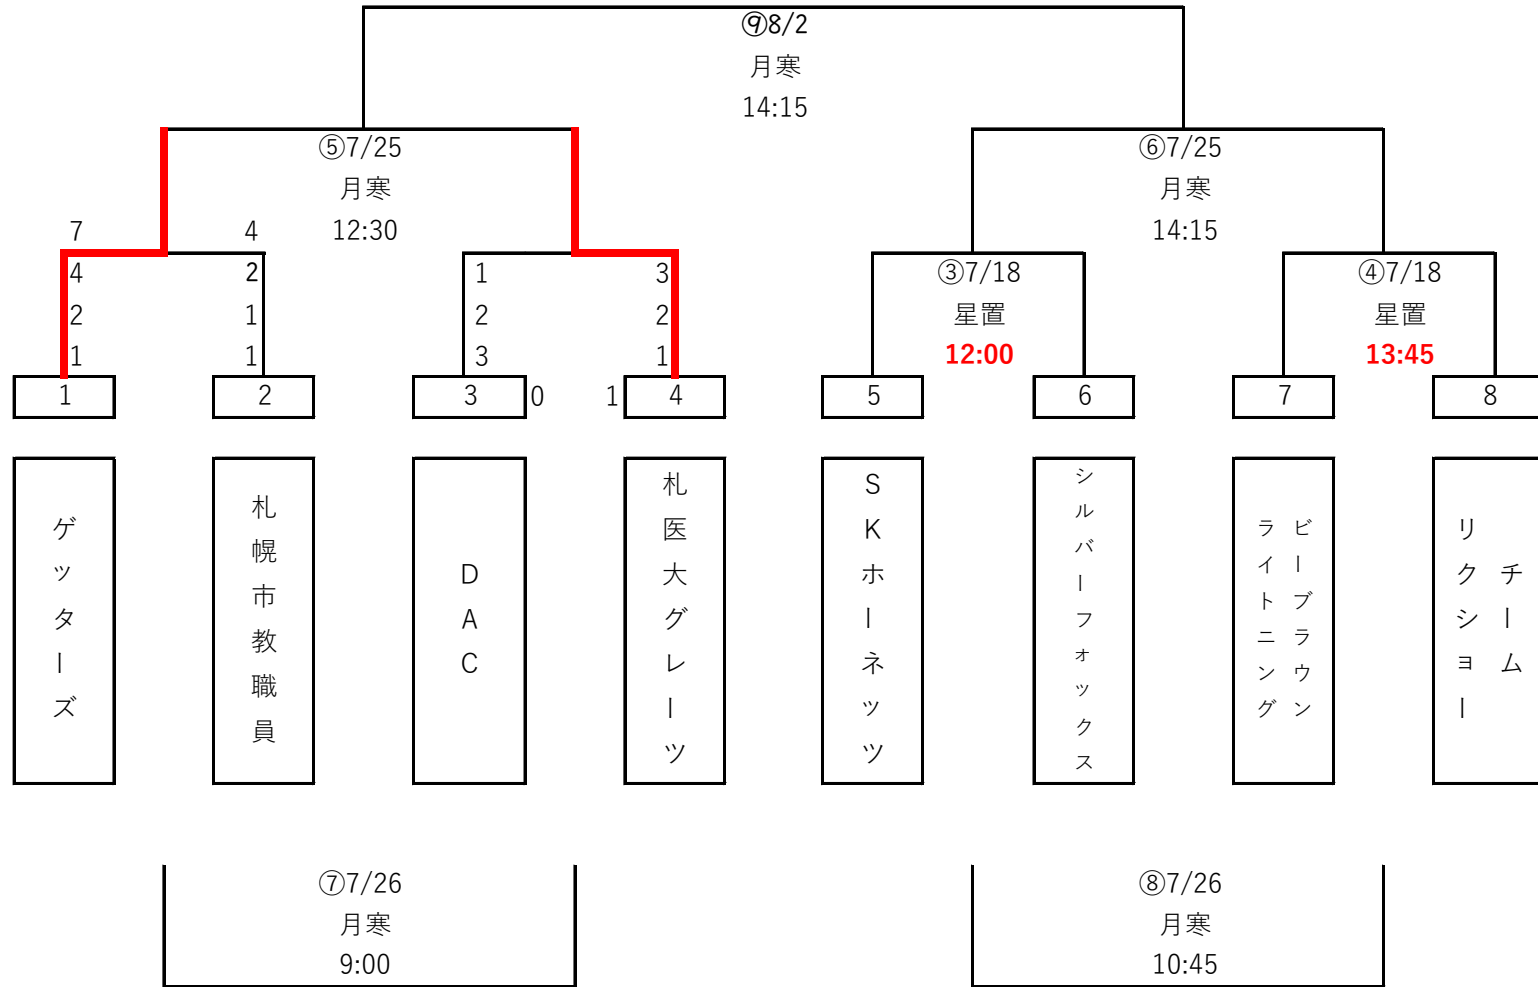 ⑨8/2
月寒
14:15
⑤7/25
月寒
12:30
⑥7/25
月寒
14:15
7 4
4 2 1 3
2 1 2 2
1 1 3 1
③7/18
星置
12:00
④7/18
星置
13:45
1 2 3 0 1 4 5 6 7 8
ゲッターズ
札幌市教職員
DAC
札医大グレーツ
SKホーネッツ
シルバーフォックス
ビーブラウン
ライトニング
チーム
リクショー
⑦7/26
月寒
9:00
⑧7/26
月寒
10:45